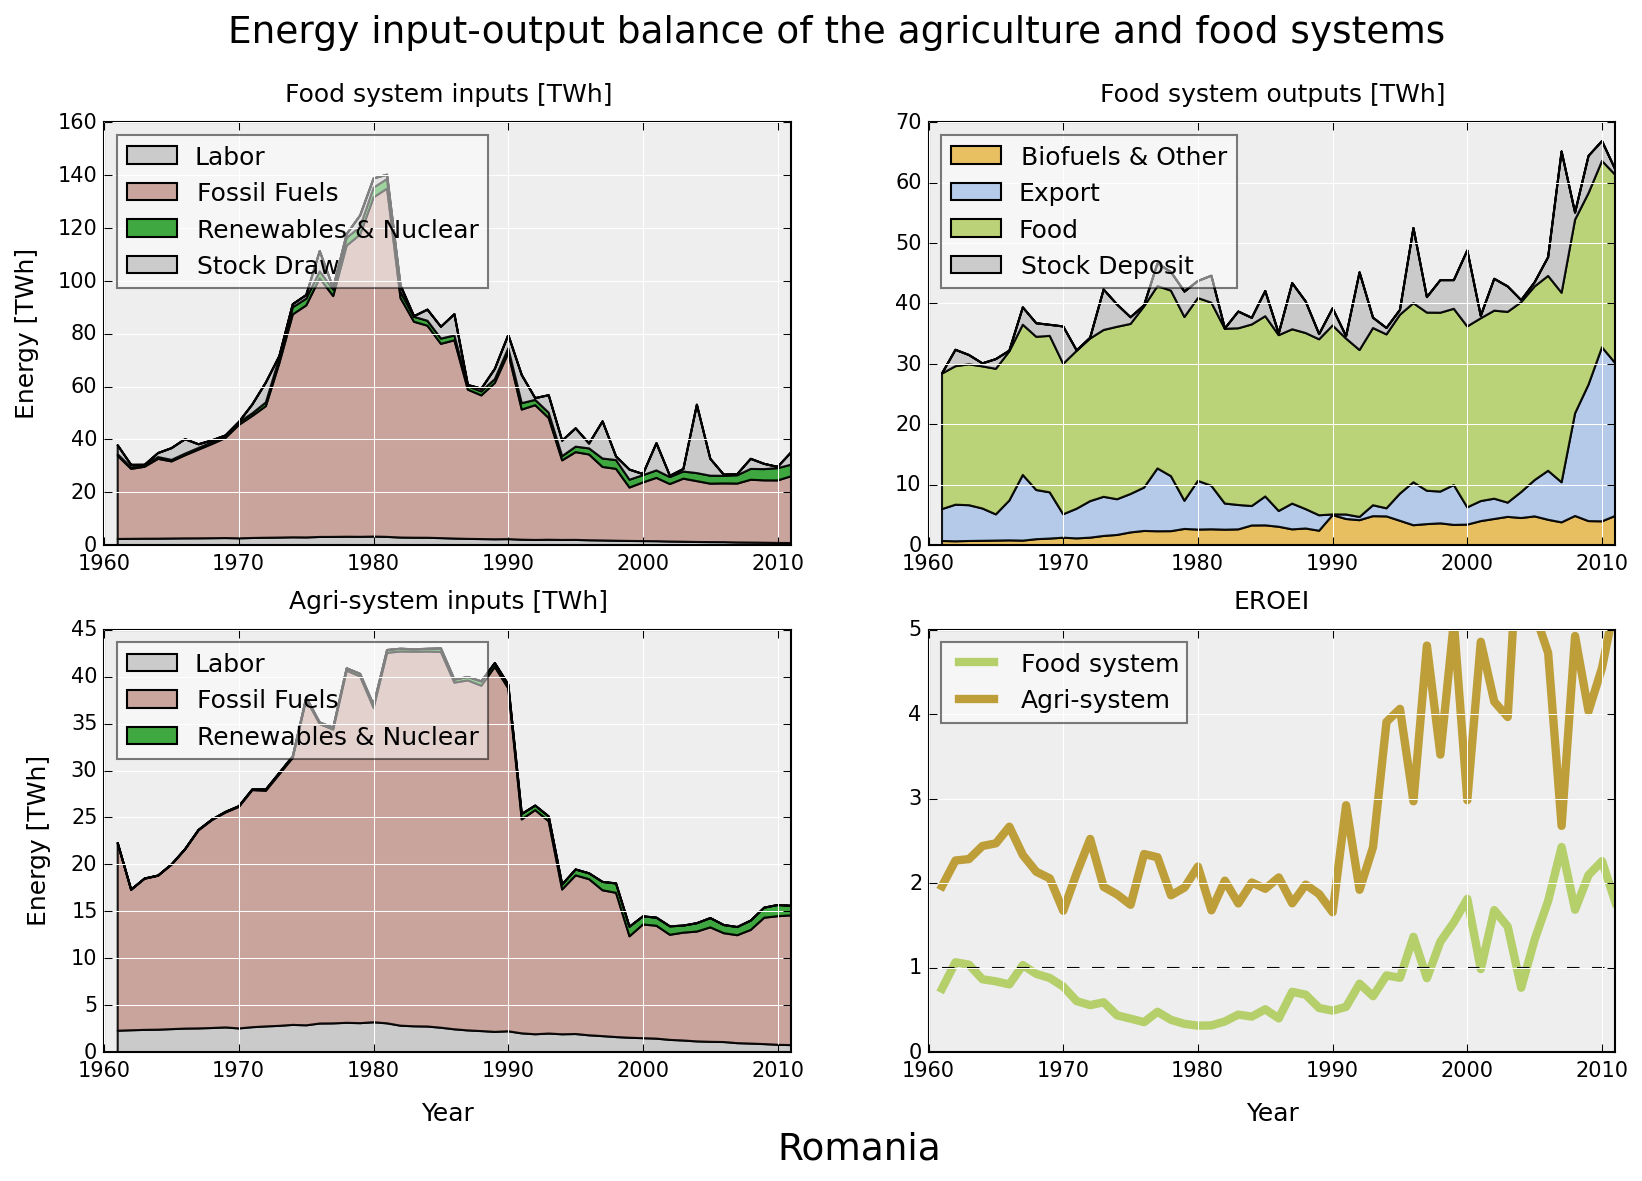 Energy input-output balance of the agriculture and food systems
Food system inputs [TWh]
Energy [TWh]
160
140
120
100
80
60
40
20
0
Labor
Fossil Fuels
Renewables & Nuclear
Stock Draw
1960 1970 1980 1990 2000 2010
Food system outputs [TWh]
70
60
50
40
30
20
10
0
Biofuels & Other
Export
Food
Stock Deposit
1960 1970 1980 1990 2000 2010
Agri-system inputs [TWh]
Energy [TWh]
45
40
35
30
25
20
15
10
5
0
Labor
Fossil Fuels
Renewables & Nuclear
1960 1970 1980 1990 2000 2010
Year
EROEI
5
4
3
2
1
0
Food system
Agri-system
1960 1970 1980 1990 2000 2010
Year
Romania